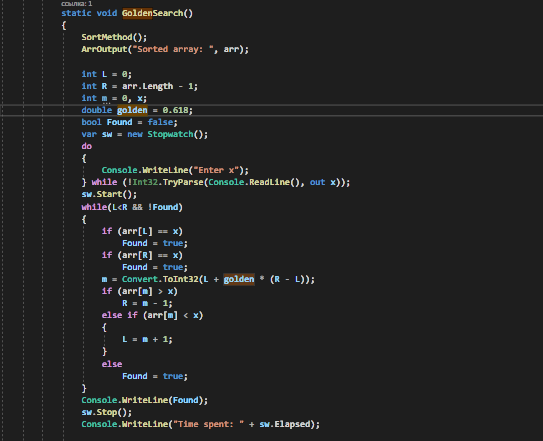 ссылка: 1
static void GoldenSearch()
{
SortMethod();
ArrOutput("Sorted array: ", arr);
int L = 0;
int R = arr.Length - 1;
int m = 0, x;
double golden = 0.618;
bool Found = false;
var sw = new Stopwatch();
do
{
Console.WriteLine("Enter x");
} while (!Int32.TryParse(Console.ReadLine(), out x));
sw.Start();
while(L<R && !Found)
{
if (arr[L] == x)
Found = true;
if (arr[R] == x)
Found = true;
m = Convert.ToInt32(L + golden * (R - L));
if (arr[m] > x)
R = m - 1;
else if (arr[m] < x)
{
L = m + 1;
}
else
Found = true;
}
Console.WriteLine(Found);
sw.Stop();
Console.WriteLine("Time spent: " + sw.Elapsed);